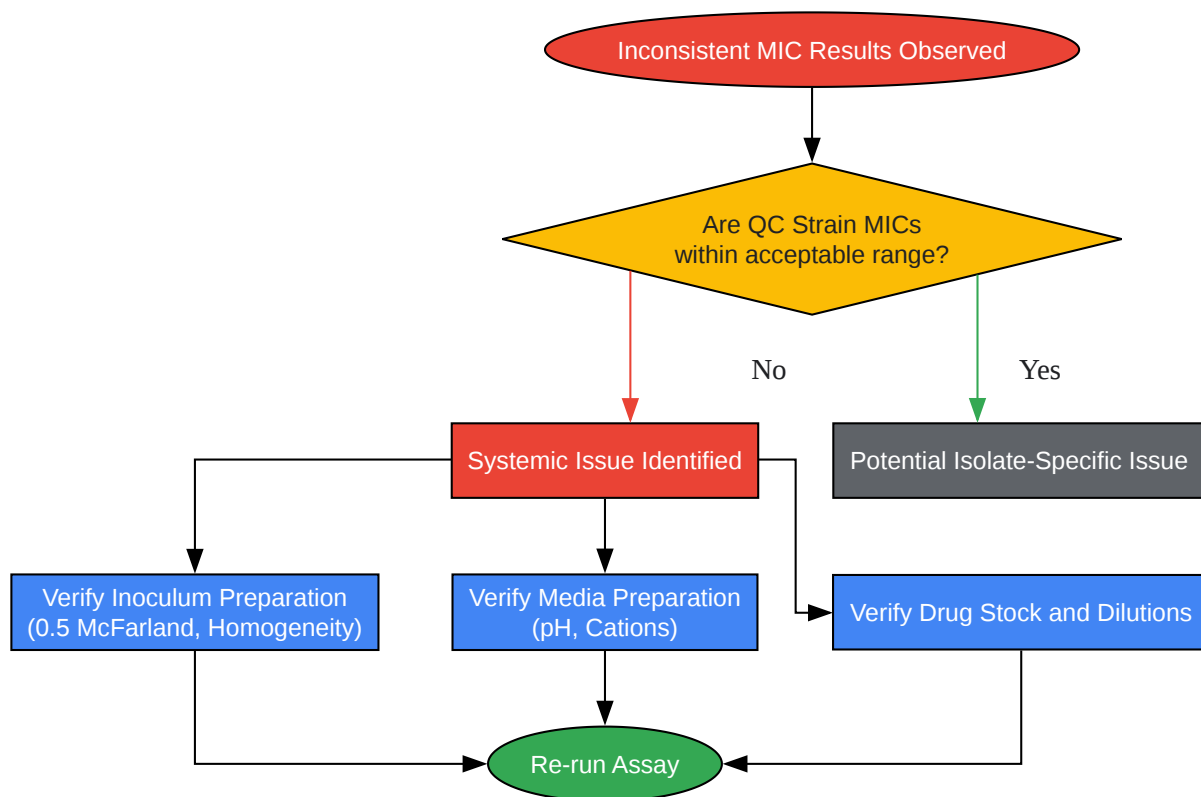 Inconsistent MIC Results Observed
Are QC Strain MICs
within acceptable range?
No
Yes
Systemic Issue Identified
Potential Isolate-Specific Issue
Verify Inoculum Preparation
(0.5 McFarland, Homogeneity)
Verify Media Preparation
(pH, Cations)
Verify Drug Stock and Dilutions
Re-run Assay